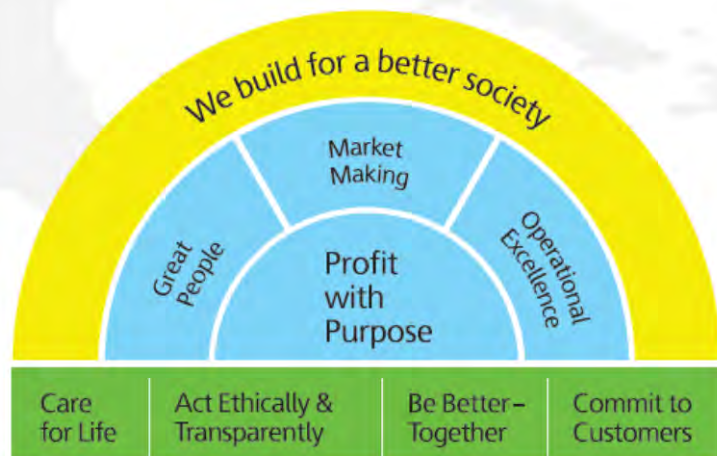 We build for a better society
Market
Making
Great
People
Operational
Excellence
Profit
with
Purpose
Care
for Life
Act Ethically &
Transparently
Be Better–
Together
Commit to
Customers